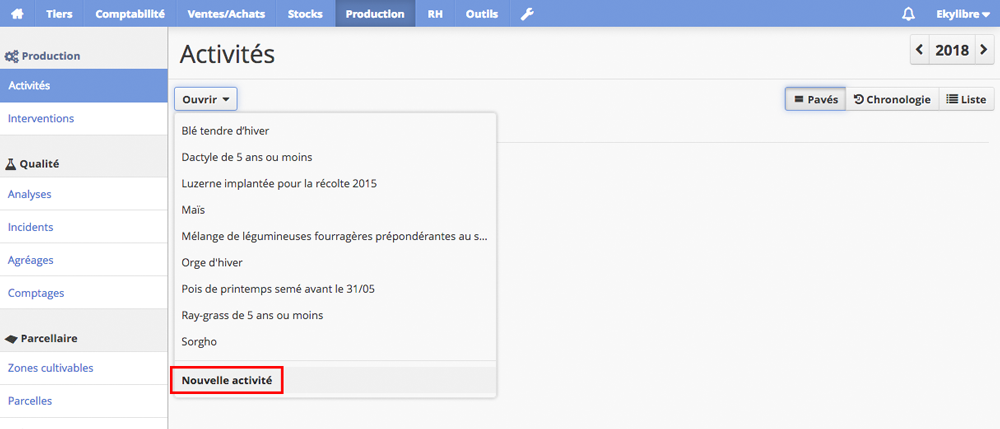 Tiers Comptabilité Ventes/Achats Stocks Production RH Outils Ekylibre
Production
Activités
Interventions
Qualité
Analyses
Incidents
Agréages
Comptages
Parcellaire
Zones cultivables
Parcelles
Activités
2018
Ouvrir
Pavés Chronologie Liste
Blé tendre d’hiver
Dactyle de 5 ans ou moins
Luzerne implantée pour la récolte 2015
Maïs
Mélange de légumineuses fourragères prépondérantes au s...
Orge d'hiver
Pois de printemps semé avant le 31/05
Ray-grass de 5 ans ou moins
Sorgho
Nouvelle activité